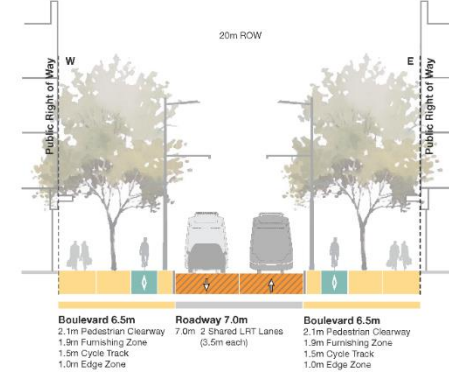 20m ROW
W
E
Public Right of Way
Public Right of Way
Boulevard 6.5m
2.1m Pedestrian Clearway
1.9m Furnishing Zone
1.5m Cycle Track
1.0m Edge Zone
Roadway 7.0m
7.0m 2 Shared LRT Lanes
(3.5m each)
Boulevard 6.5m
2.1m Pedestrian Clearway
1.9m Furnishing Zone
1.5m Cycle Track
1.0m Edge Zone